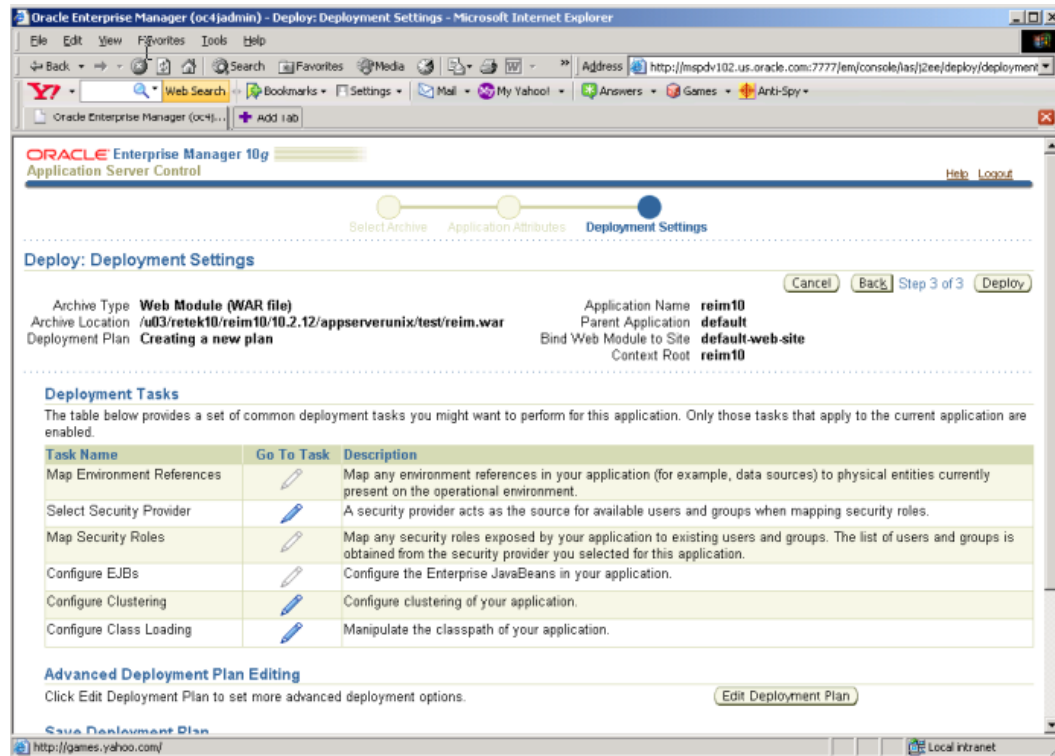 Oracle Enterprise Manager (oc4jadmin) - Deploy: Deployment Settings - Microsoft Internet Explorer
File Edit View Favorites Tools Help
Back Search Favorites Media » Address http://mspdv102.us.oracle.com:7777/em/console/ias/j2ee/deploy/deployment
Y! Web Search Bookmarks Settings Mail My Yahoo! Answers Games Anti-Spy
Oracle Enterprise Manager (oc4j... Add Tab
ORACLE Enterprise Manager 10g
Application Server Control
Help Logout
Select Archive Application Attributes Deployment Settings
Deploy: Deployment Settings
Cancel Back Step 3 of 3 Deploy
Archive Type Web Module (WAR file)
Archive Location /u03/retek10/reim10/10.2.12/appserverunix/test/reim.war
Deployment Plan Creating a new plan
Application Name reim10
Parent Application default
Bind Web Module to Site default-web-site
Context Root reim10
Deployment Tasks
The table below provides a set of common deployment tasks you might want to perform for this application. Only those tasks that apply to the current application are
enabled.
Task Name Go To Task Description
Map Environment References Map any environment references in your application (for example, data sources) to physical entities currently
present on the operational environment.
Select Security Provider A security provider acts as the source for available users and groups when mapping security roles.
Map Security Roles Map any security roles exposed by your application to existing users and groups. The list of users and groups is
obtained from the security provider you selected for this application.
Configure EJBs Configure the Enterprise JavaBeans in your application.
Configure Clustering Configure clustering of your application.
Configure Class Loading Manipulate the classpath of your application.
Advanced Deployment Plan Editing
Click Edit Deployment Plan to set more advanced deployment options. Edit Deployment Plan
Save Deployment Plan
http://games.yahoo.com/ Local intranet